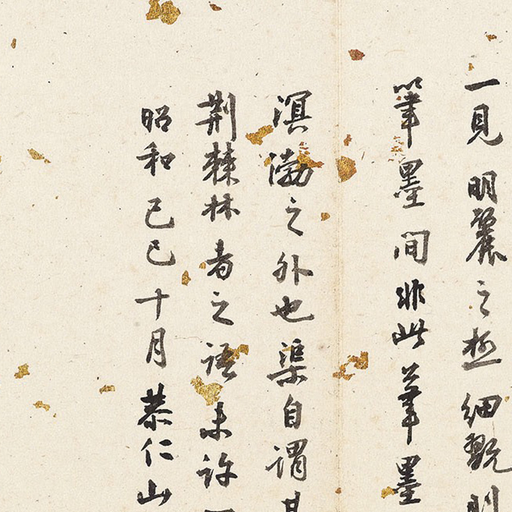 一見明麗之極細觀則
筆墨間非此筆墨
溟渤之外也渠自謂其
荆棘林者之語未許
昭和己巳十月恭仁山